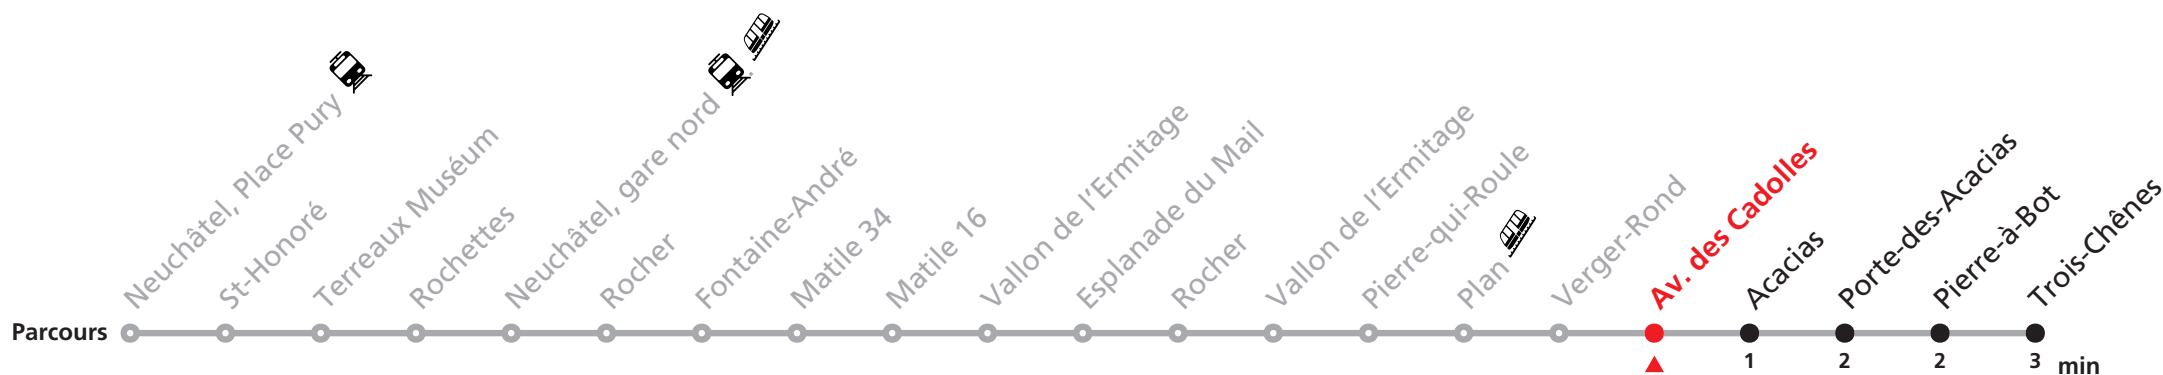 Neuchâtel, Place Pury
St-Honoré
Terreaux Muséum
Rochettes
Neuchâtel, gare nord
Rocher
Fontaine-André
Matile 34
Matile 16
Vallon de l’Ermitage
Esplanade du Mail
Rocher
Vallon de l’Ermitage
Pierre-qui-Roule
Plan
Verger-Rond
Av. des Cadolles
Acacias
Porte-des-Acacias
Pierre-à-Bot
Trois-Chênes
Parcours
1 2 2 3 min